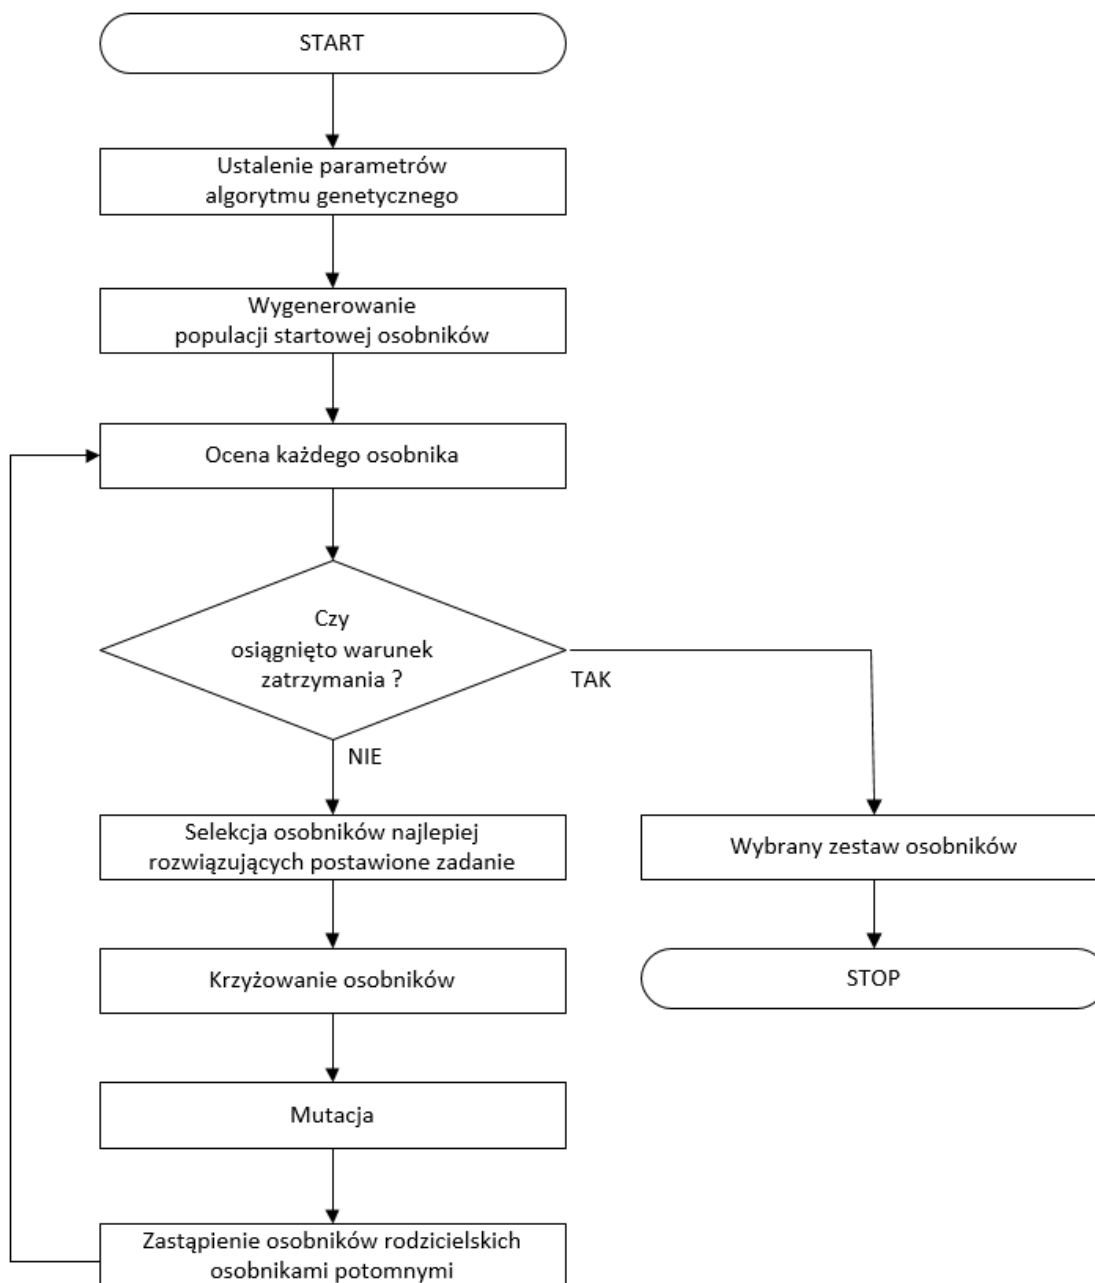 START
Ustalenie parametrów
algorytmu genetycznego
Wygenerowanie
populacji startowej osobników
Ocena każdego osobnika
Czy
osiągnięto warunek
zatrzymania ?
TAK
NIE
Selekcja osobników najlepiej
rozwiązujących postawione zadanie
Wybrany zestaw osobników
Krzyżowanie osobników
STOP
Mutacja
Zastąpienie osobników rodzicielskich
osobnikami potomnymi